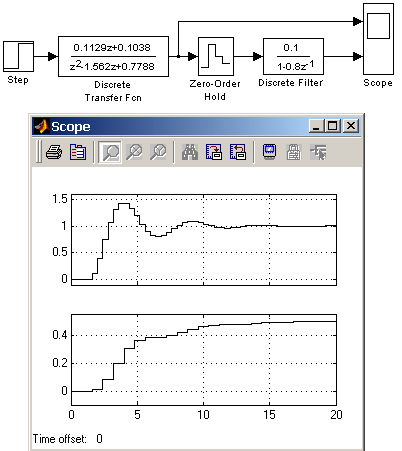 0.1129z+0.1038
z²-1.562z+0.7788
0.1
1-0.8z⁻¹
Step
Discrete
Transfer Fcn
Zero-Order
Hold
Discrete Filter
Scope
Scope
1.5
1
0.5
0
0.4
0.2
0
0 5 10 15 20
Time offset: 0